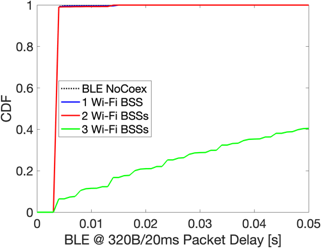 1
0.8
0.6
0.4
0.2
0
CDF
BLE NoCoex
1 Wi-Fi BSS
2 Wi-Fi BSSs
3 Wi-Fi BSSs
0 0.01 0.02 0.03 0.04 0.05
BLE @ 320B/20ms Packet Delay [s]